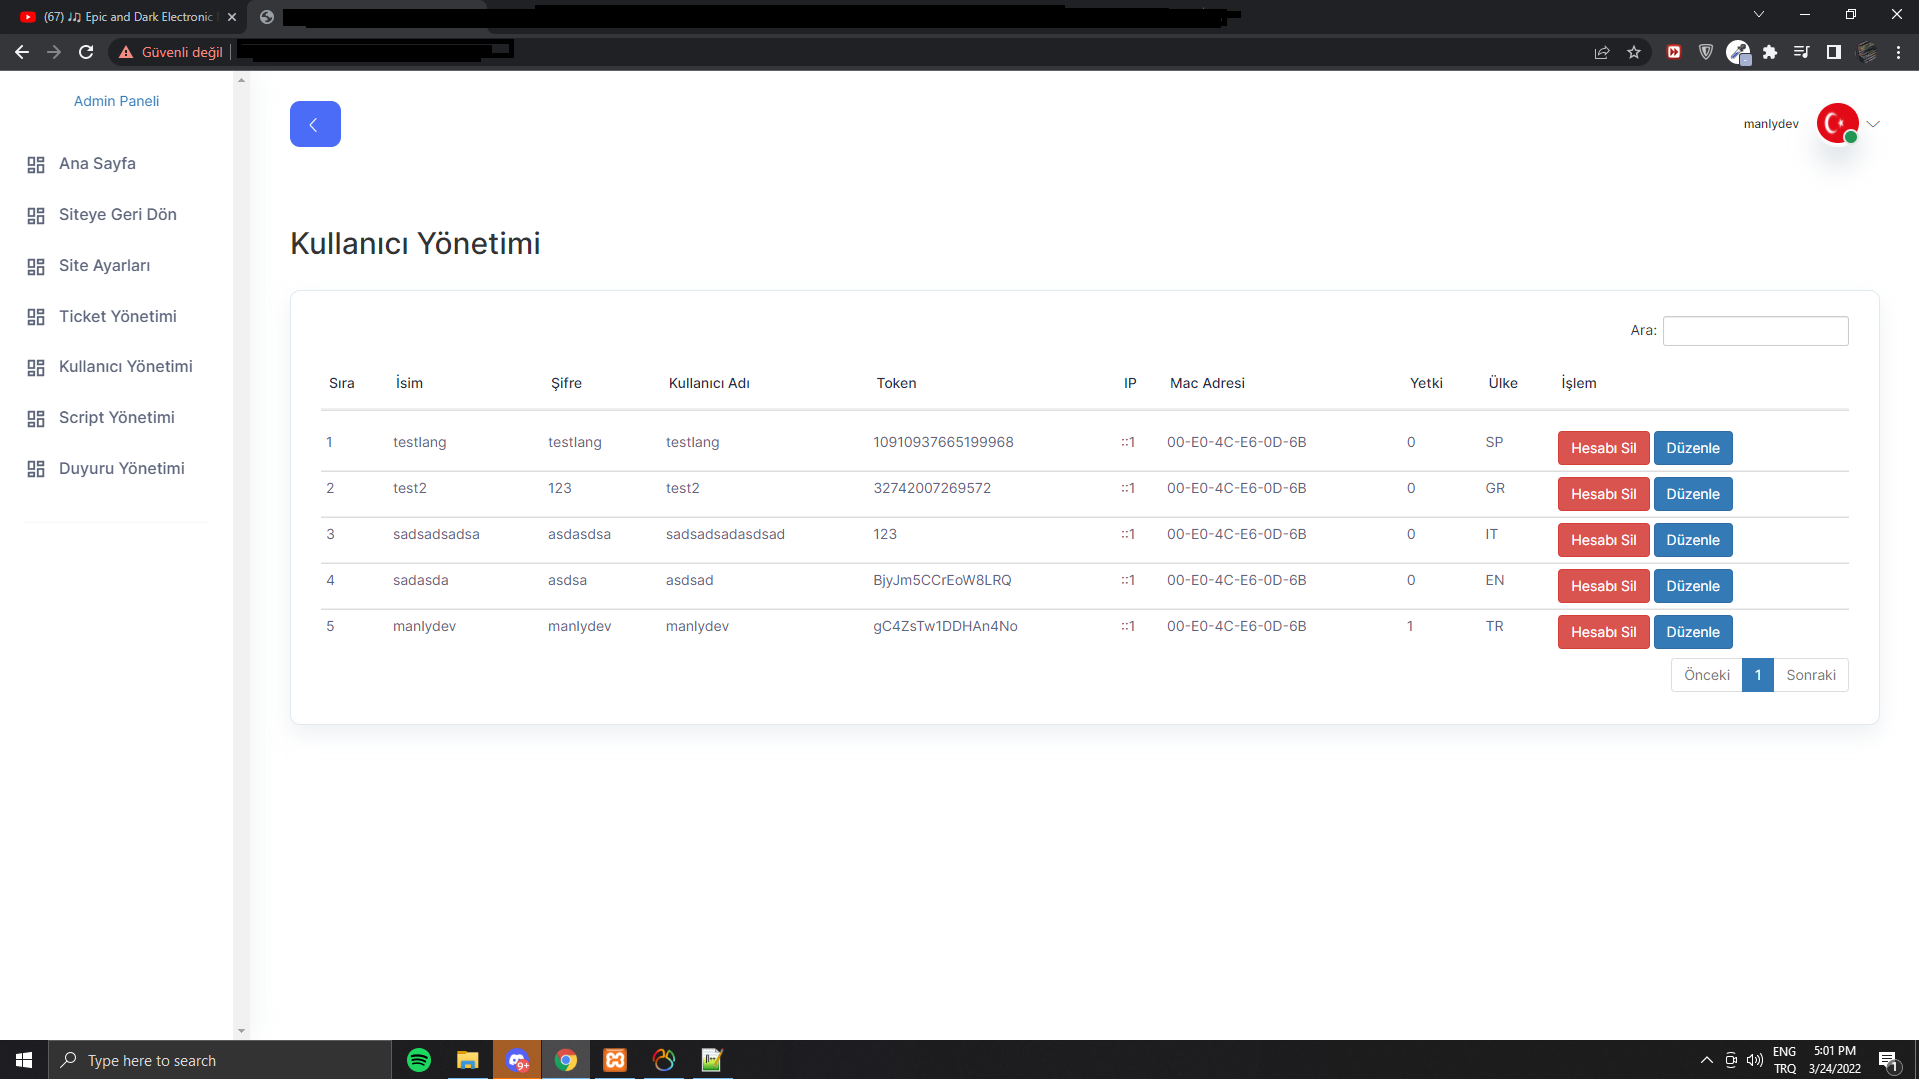 (67) 🎶 Epic and Dark Electronic
Güvenli değil
Admin Paneli
Ana Sayfa
Siteye Geri Dön
Site Ayarları
Ticket Yönetimi
Kullanıcı Yönetimi
Script Yönetimi
Duyuru Yönetimi
manlydev
Kullanıcı Yönetimi
Ara:
Sıra İsim Şifre Kullanıcı Adı Token IP Mac Adresi Yetki Ülke İşlem
1 testlang testlang testlang 10910937665199968 ::1 00-E0-4C-E6-0D-6B 0 SP Hesabı Sil Düzenle
2 test2 123 test2 32742007269572 ::1 00-E0-4C-E6-0D-6B 0 GR Hesabı Sil Düzenle
3 sadsadsadsa asdasdsa sadsadsadasdsad 123 ::1 00-E0-4C-E6-0D-6B 0 IT Hesabı Sil Düzenle
4 sadasda asdsa asdsad BjyJm5CCrEoW8LRQ ::1 00-E0-4C-E6-0D-6B 0 EN Hesabı Sil Düzenle
5 manlydev manlydev manlydev gC4ZsTw1DDHAn4No ::1 00-E0-4C-E6-0D-6B 1 TR Hesabı Sil Düzenle
Önceki 1 Sonraki
Type here to search
9+
ENG
TRQ
5:01 PM
3/24/2022
1